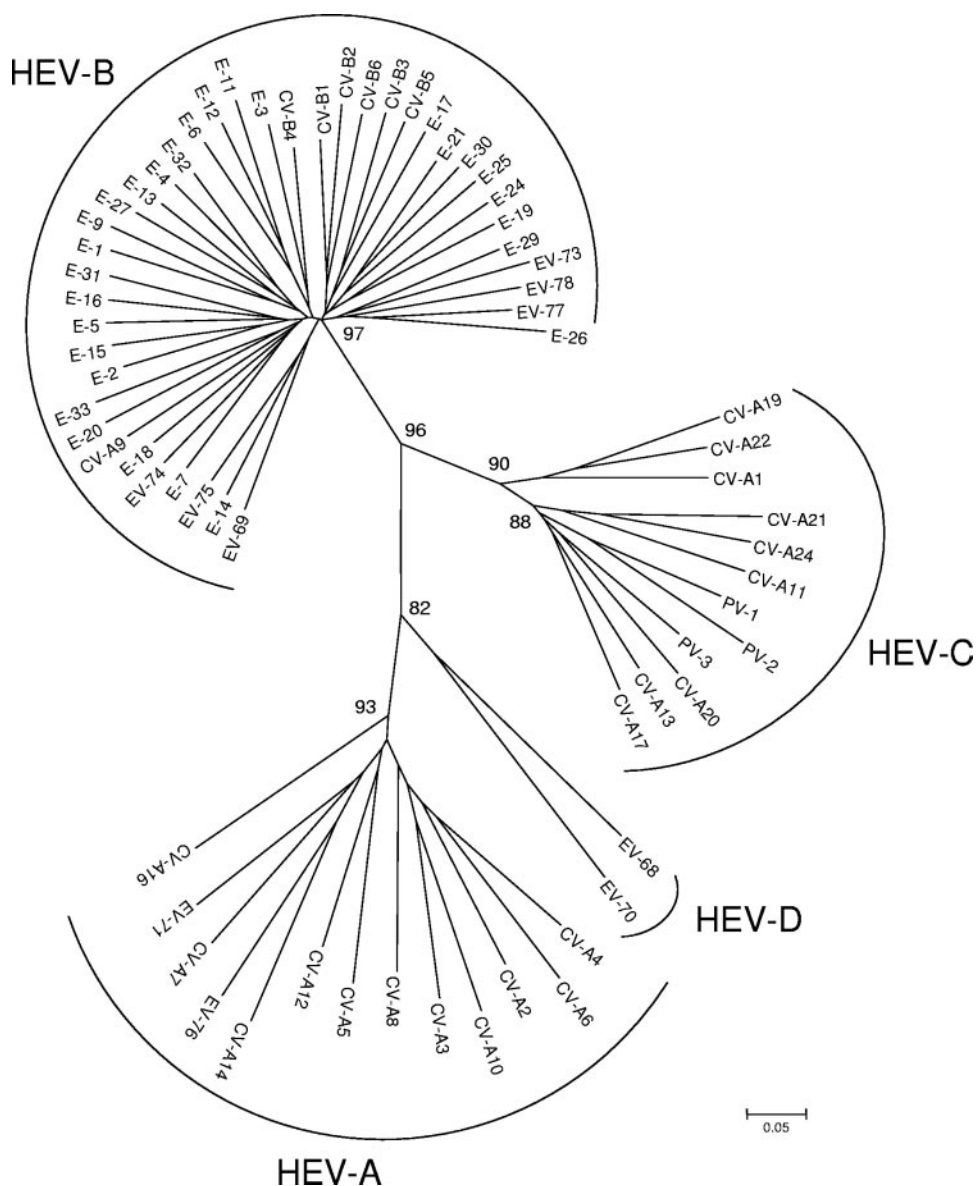 HEV-B
E-11
E-12
E-6
E-32
E-4
E-13
E-27
E-9
E-1
E-31
E-16
E-5
E-15
E-2
E-33
E-20
CV-A9
E-18
EV-74
E-7
EV-75
E-14
EV-69
E-3
CV-B4
CV-B1
CV-B2
CV-B6
CV-B3
CV-B5
E-17
E-21
E-30
E-25
E-24
E-19
E-29
EV-73
EV-78
EV-77
E-26
97
96
90
88
CV-A19
CV-A22
CV-A1
CV-A21
CV-A24
CV-A11
PV-1
PV-2
PV-3
CV-A20
CV-A13
CV-A17
HEV-C
82
93
EV-68
EV-70
HEV-D
CV-A16
EV-71
CV-A7
EV-76
CV-A14
CV-A12
CV-A5
CV-A8
CV-A3
CV-A10
CV-A2
CV-A6
CV-A4
HEV-A
0.05